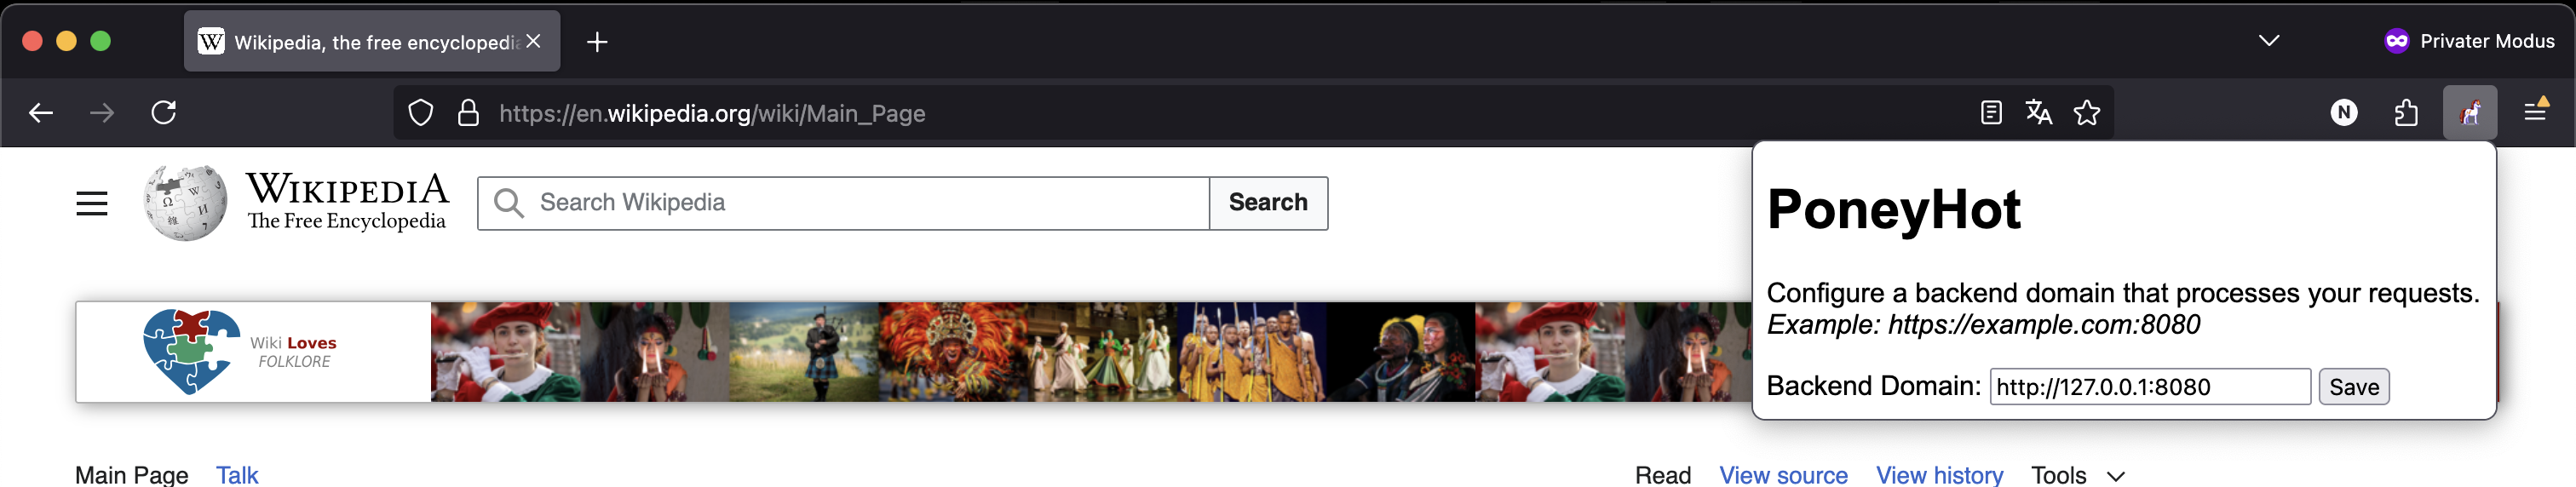 Wikipedia, the free encyclopedi
Privater Modus
https://en.wikipedia.org/wiki/Main_Page
N
WIKIPEDIA
The Free Encyclopedia
Search Wikipedia
Search
PoneyHot
Configure a backend domain that processes your requests.
Example: https://example.com:8080
Backend Domain: http://127.0.0.1:8080 Save
Wiki Loves
FOLKLORE
Main Page Talk
Read View source View history Tools